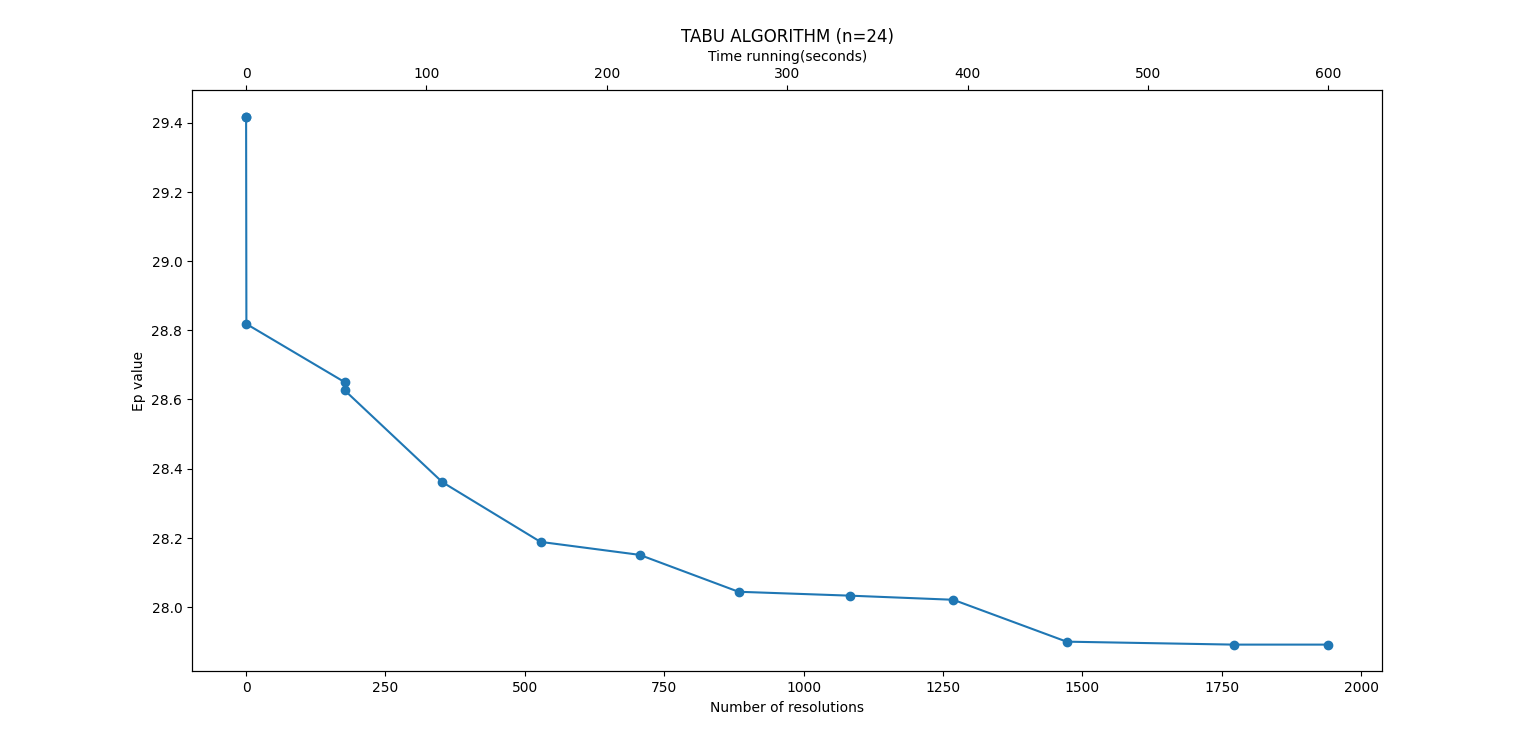 TABU ALGORITHM (n=24)
Time running(seconds)
0 100 200 300 400 500 600
29.4
29.2
29.0
28.8
28.6
28.4
28.2
28.0
Ep value
0 250 500 750 1000 1250 1500 1750 2000
Number of resolutions